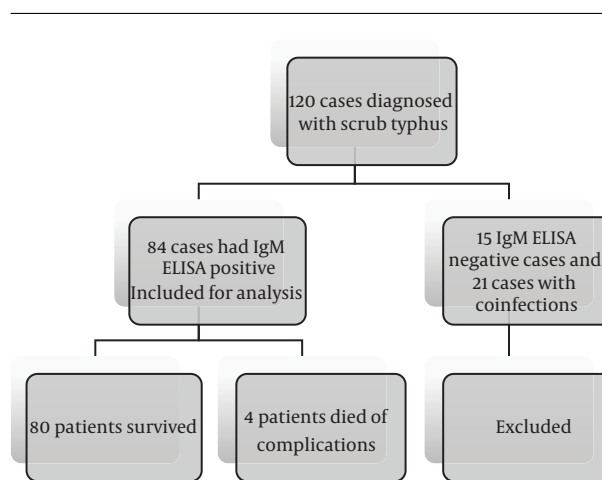 120 cases diagnosed
with scrub typhus
84 cases had IgM
ELISA positive
Included for analysis
15 IgM ELISA
negative cases and
21 cases with
coinfections
80 patients survived
4 patients died of
complications
Excluded